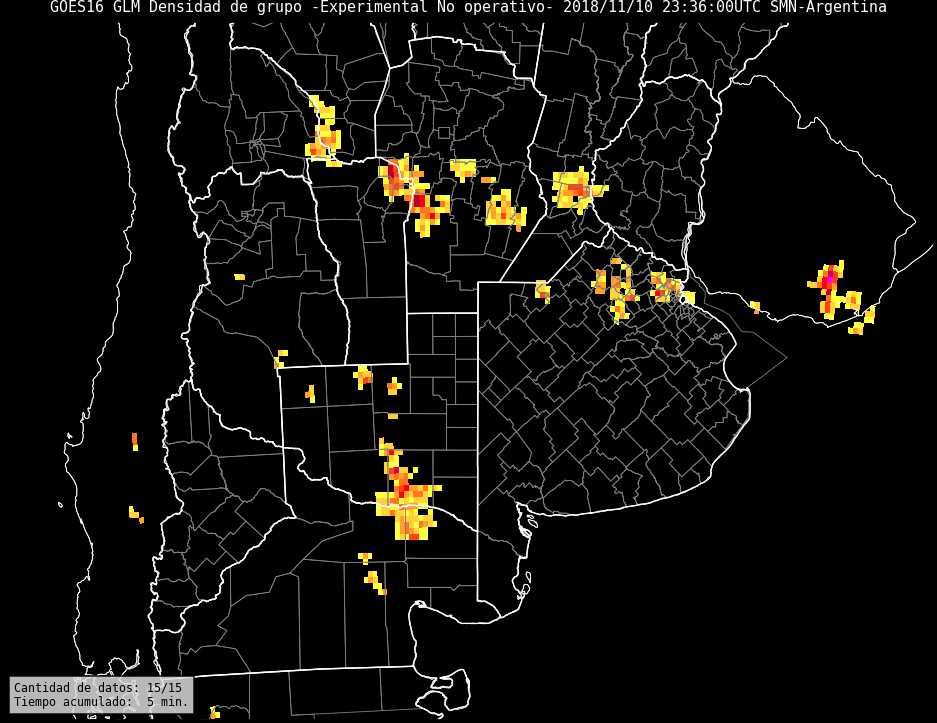 GOES16 GLM Densidad de grupo -Experimental No operativo- 2018/11/10 23:36:00UTC SMN-Argentina
Cantidad de datos: 15/15
Tiempo acumulado:  5 min.